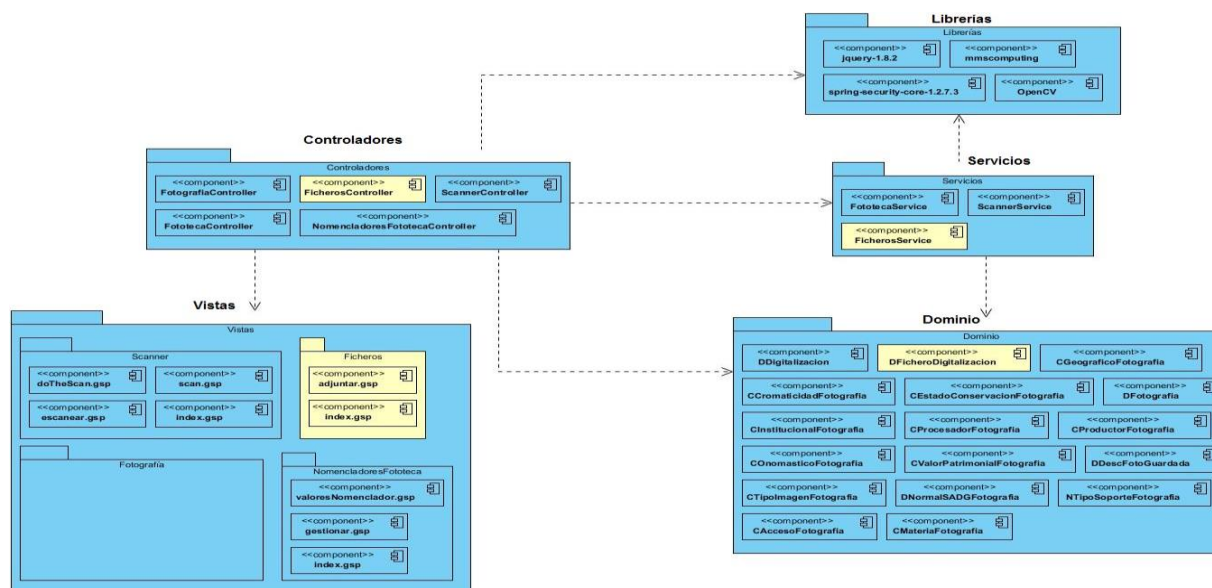 Librerías
Librerías
<<component>>
jquery-1.8.2
<<component>>
mmscomputing
<<component>>
spring-security-core-1.2.7.3
<<component>>
OpenCV
Controladores
Controladores
<<component>>
FotografiaController
<<component>>
FicherosController
<<component>>
ScannerController
<<component>>
FototecaController
<<component>>
NomencladoresFototecaController
Servicios
Servicios
<<component>>
FototecaService
<<component>>
ScannerService
<<component>>
FicherosService
Vistas
Vistas
Scanner
<<component>>
doTheScan.gsp
<<component>>
scan.gsp
<<component>>
escanear.gsp
<<component>>
index.gsp
Ficheros
<<component>>
adjuntar.gsp
<<component>>
index.gsp
Fotografía
NomencladoresFototeca
<<component>>
valoresNomenclador.gsp
<<component>>
gestionar.gsp
<<component>>
index.gsp
Dominio
Dominio
<<component>>
DDigitalizacion
<<component>>
DFicheroDigitalizacion
<<component>>
CGeograficoFotografia
<<component>>
CCromaticidadFotografia
<<component>>
CEstadoConservacionFotografia
<<component>>
DFotografia
<<component>>
CInstitucionalFotografia
<<component>>
CProcesadorFotografia
<<component>>
CProductorFotografia
<<component>>
COnomasticoFotografia
<<component>>
CValorPatrimonialFotografia
<<component>>
DDescFotoGuardada
<<component>>
CTipoImagenFotografia
<<component>>
DNormaISADGFotografia
<<component>>
NTipoSoporteFotografia
<<component>>
CAccesoFotografia
<<component>>
CMateriaFotografia